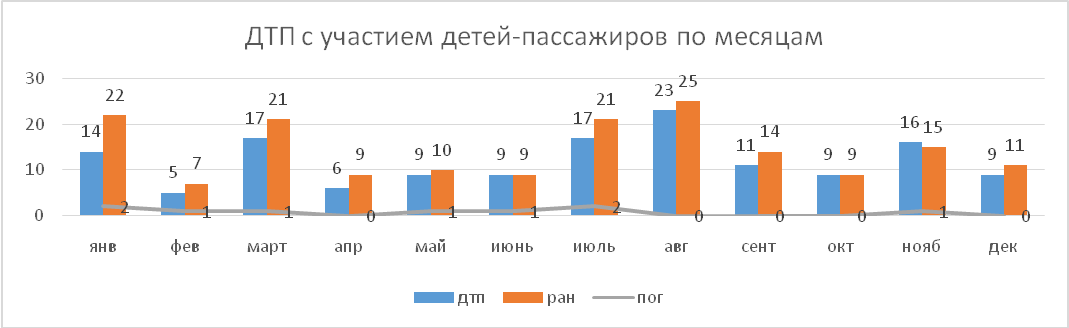 ДТП с участием детей-пассажиров по месяцам
30
20
10
0
14 22 2
5 7 1
17 21 1
6 9 0
9 10 1
9 9 1
17 21 2
23 25 0
11 14 0
9 9 0
16 15 1
9 11 0
янв фев март апр май июнь июль авг сент окт нояб дек
дтп ран пог